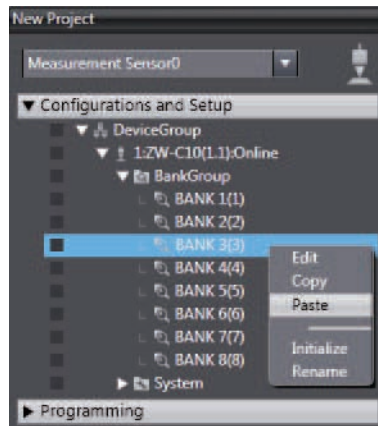 New Project
Measurement Sensor0
Configurations and Setup
DeviceGroup
1:ZW-C10(1.1):Online
BankGroup
BANK 1(1)
BANK 2(2)
BANK 3(3)
BANK 4(4)
BANK 5(5)
BANK 6(6)
BANK 7(7)
BANK 8(8)
System
Programming
Edit
Copy
Paste
Initialize
Rename